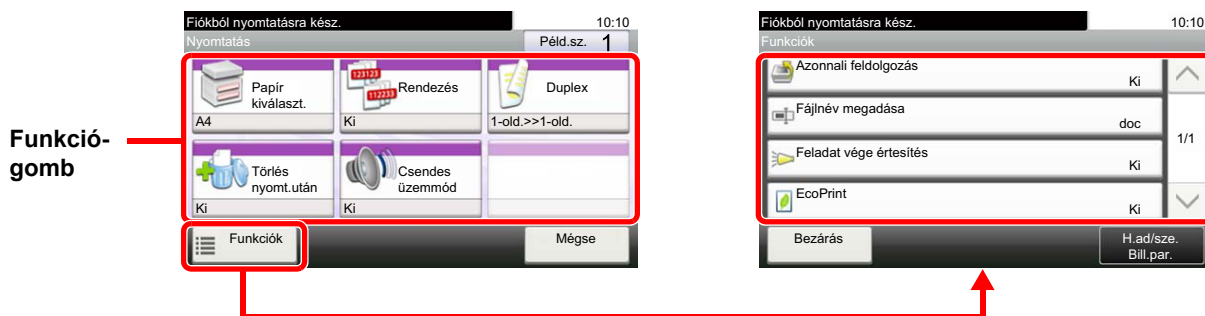 Funkció-
gomb
Fiókból nyomtatásra kész.
10:10
Nyomtatás
Péld.sz.
1
Papír
kiválaszt.
A4
123123
112233
Rendezés
Ki
Duplex
1-old.>>1-old.
Törlés
nyomt.után
Ki
Csendes
üzemmód
Ki
Funkciók
Mégse
Fiókból nyomtatásra kész.
10:10
Funkciók
Azonnali feldolgozás
Ki
Fájlnév megadása
doc
Feladat vége értesítés
Ki
EcoPrint
Ki
1/1
Bezárás
H.ad/sze.
Bill.par.